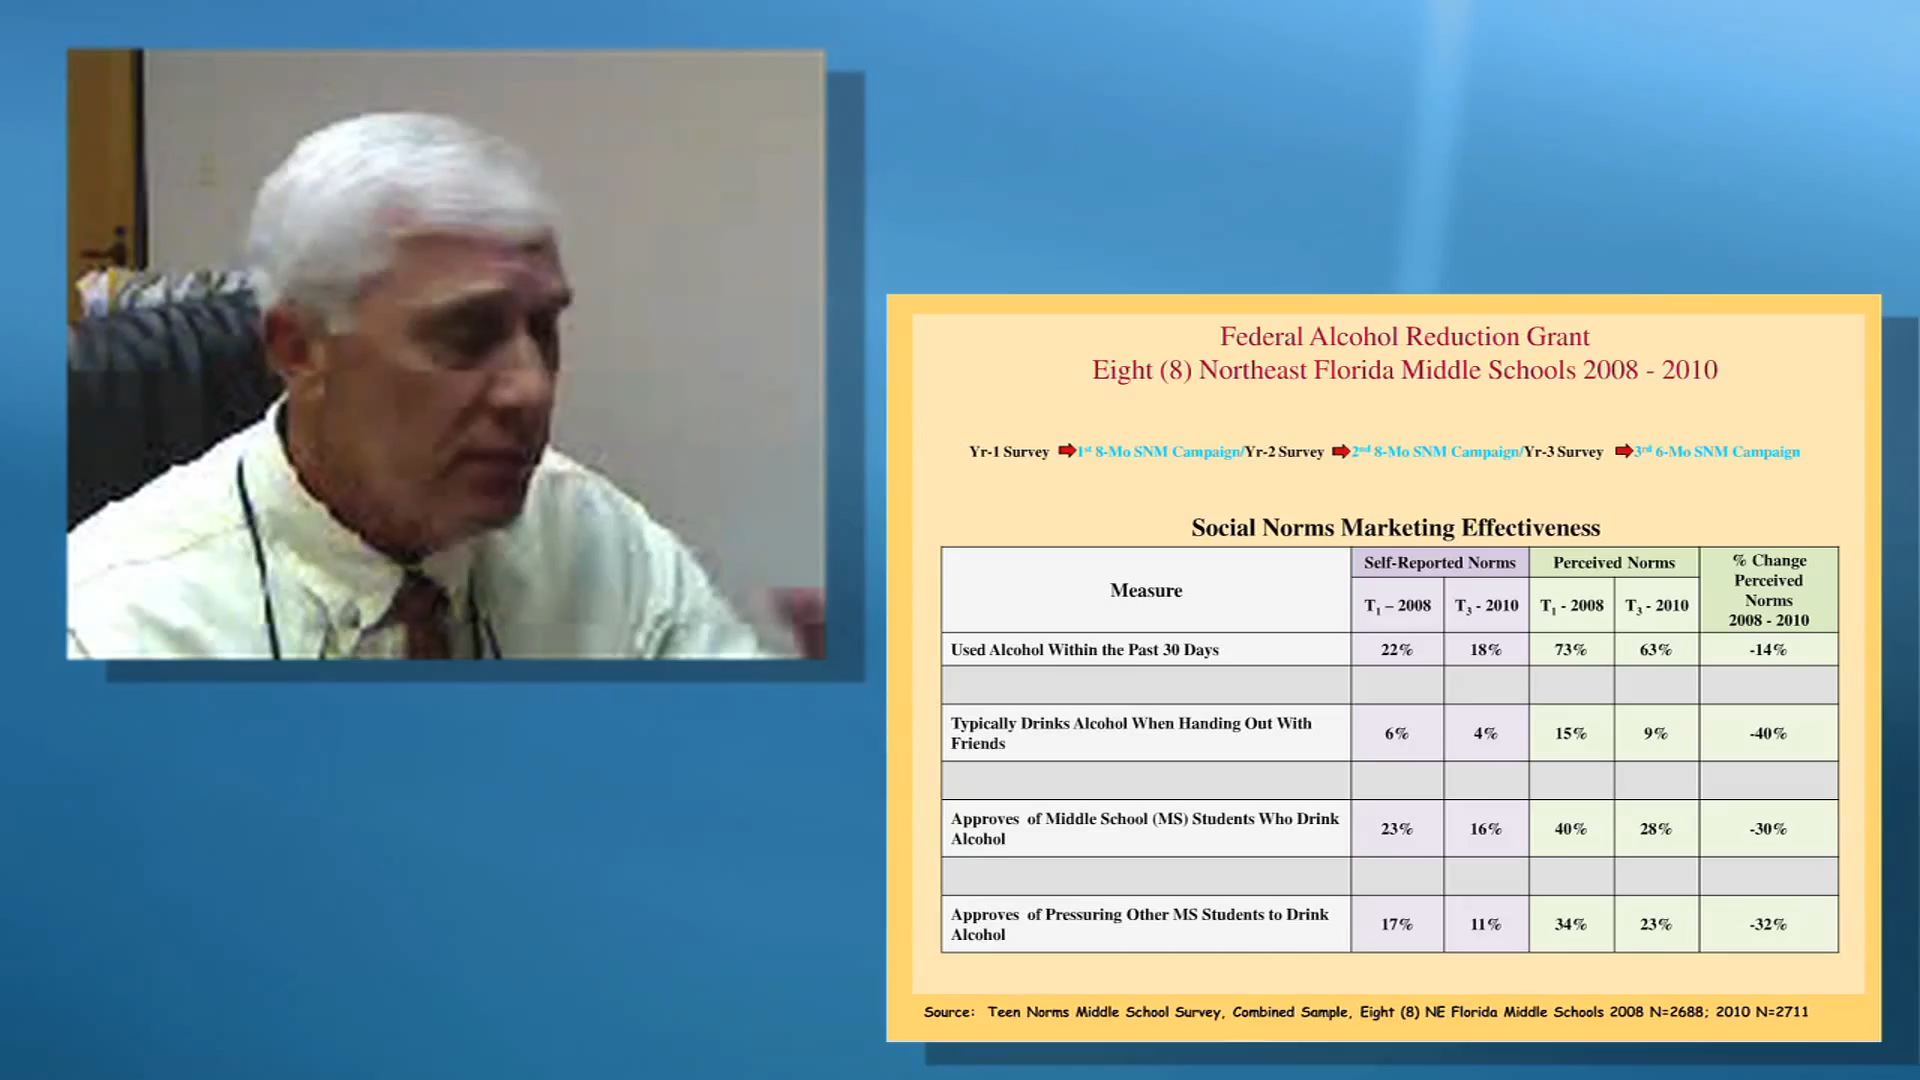 Federal Alcohol Reduction Grant
Eight (8) Northeast Florida Middle Schools 2008 - 2010
Yr-1 Survey 1st 8-Mo SNM Campaign/Yr-2 Survey 2nd 8-Mo SNM Campaign/Yr-3 Survey 3rd 6-Mo SNM Campaign
Social Norms Marketing Effectiveness
Measure
Self-Reported Norms
Perceived Norms
% Change
Perceived
Norms
2008 - 2010
T1 – 2008
T3 - 2010
T1 - 2008
T3 - 2010
Used Alcohol Within the Past 30 Days 22% 18% 73% 63% -14%
Typically Drinks Alcohol When Handing Out With
Friends
6% 4% 15% 9% -40%
Approves of Middle School (MS) Students Who Drink
Alcohol
23% 16% 40% 28% -30%
Approves of Pressuring Other MS Students to Drink
Alcohol
17% 11% 34% 23% -32%
Source: Teen Norms Middle School Survey, Combined Sample, Eight (8) NE Florida Middle Schools 2008 N=2688; 2010 N=2711